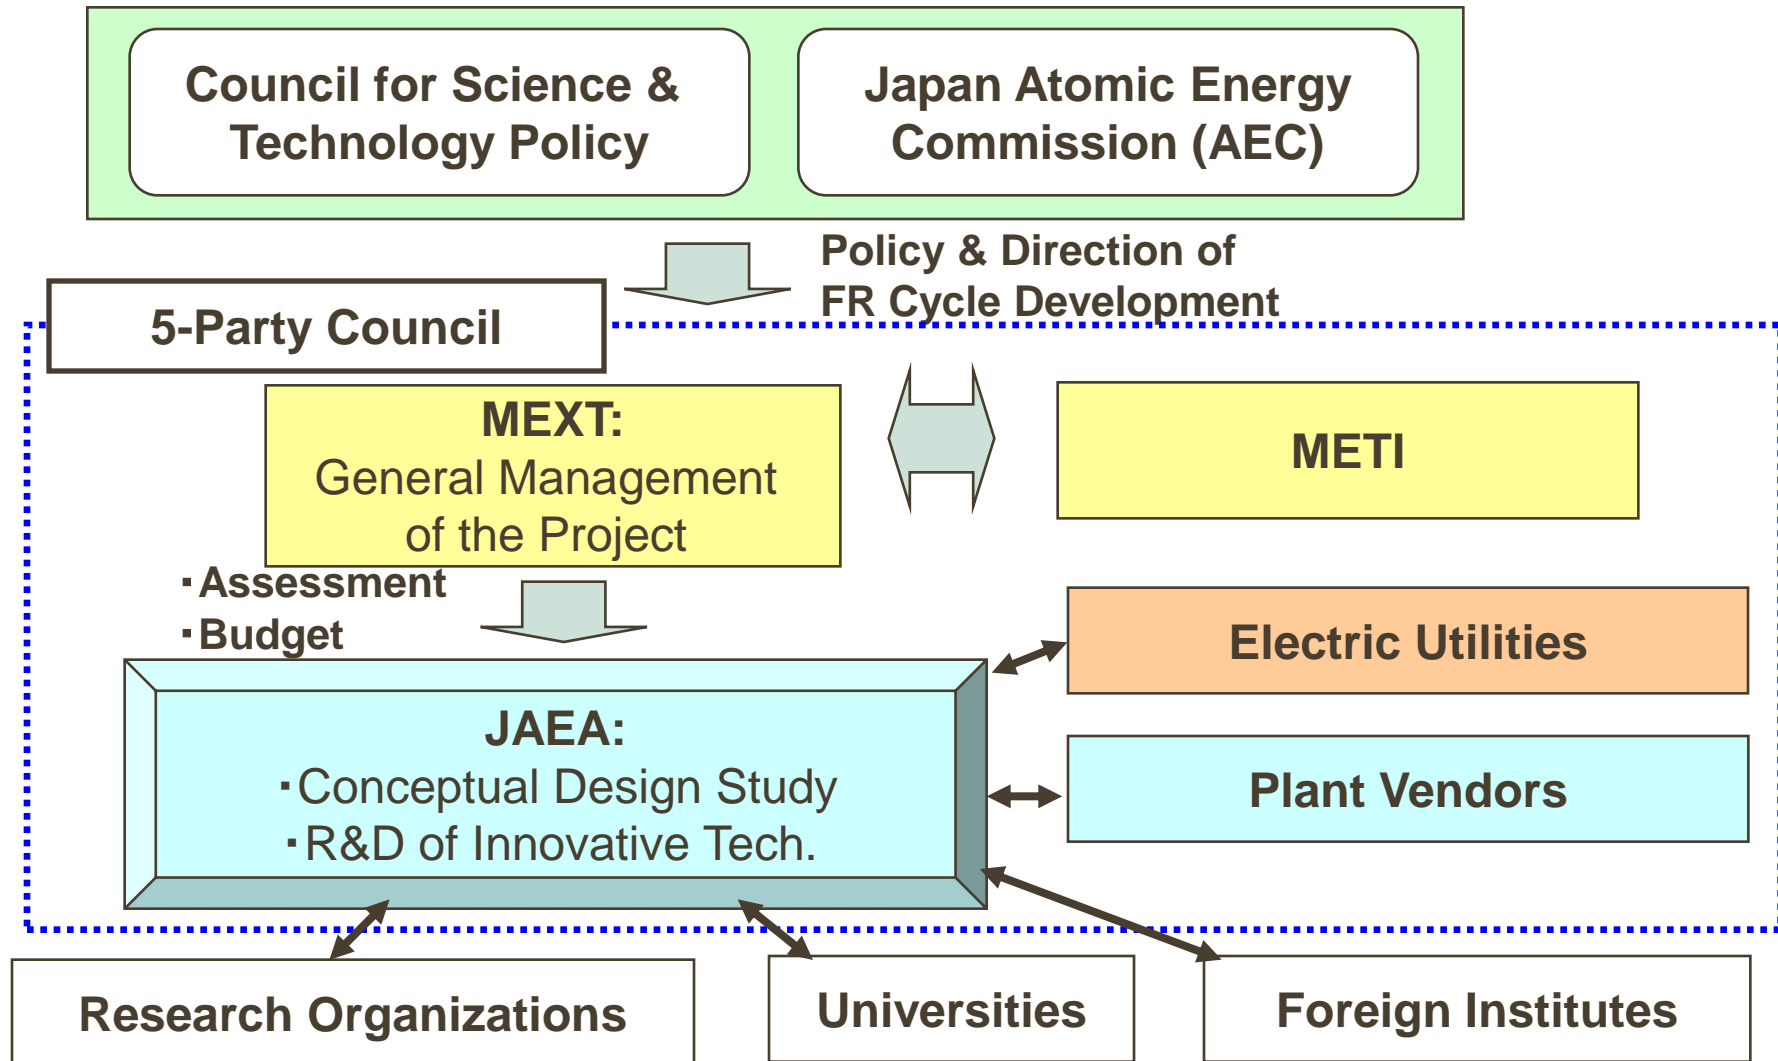 Council for Science &
Technology Policy
Japan Atomic Energy
Commission (AEC)
Policy & Direction of
FR Cycle Development
5-Party Council
MEXT:
General Management
of the Project
METI
・Assessment
・Budget
Electric Utilities
JAEA:
・Conceptual Design Study
・R&D of Innovative Tech.
Plant Vendors
Research Organizations
Universities
Foreign Institutes